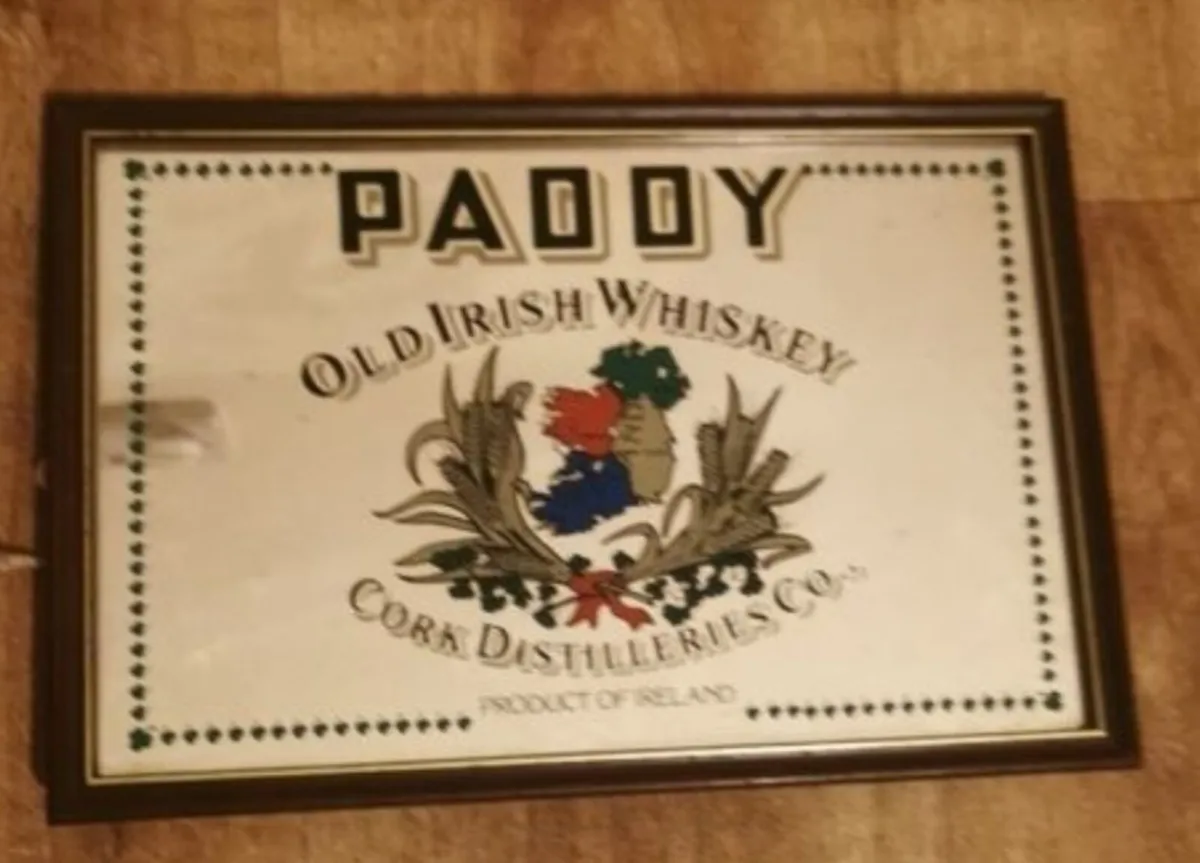 PADDY
OLD IRISH WHISKEY
CORK DISTILLERIES CO
PRODUCT OF IRELAND